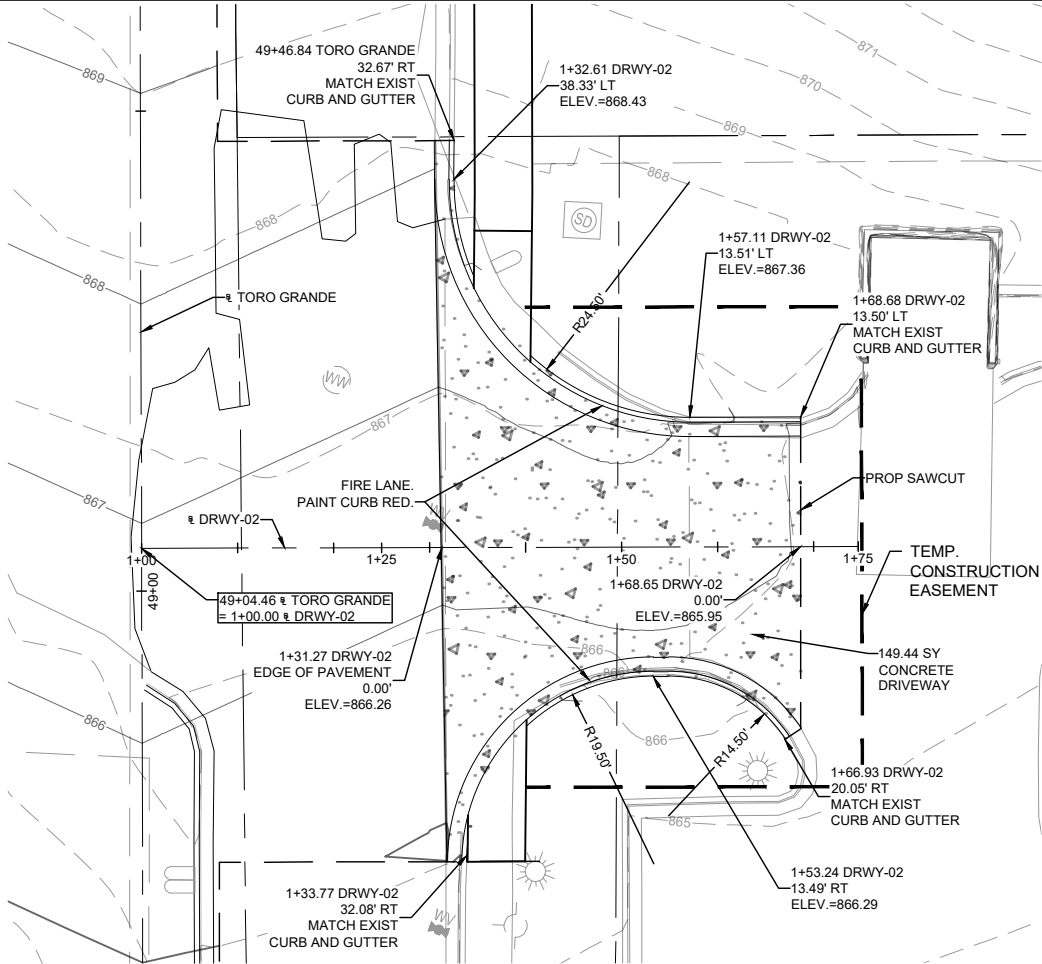 49+46.84 TORO GRANDE
32.67' RT
MATCH EXIST
CURB AND GUTTER
1+32.61 DRWY-02
38.33' LT
ELEV.=868.43
871
870
869
869
868
SD
868
868
℄ TORO GRANDE
R24.50'
1+57.11 DRWY-02
13.51' LT
ELEV.=867.36
1+68.68 DRWY-02
13.50' LT
MATCH EXIST
CURB AND GUTTER
WW
867
867
FIRE LANE.
PAINT CURB RED.
PROP SAWCUT
℄ DRWY-02
WV
1+00
1+25
1+50
1+75
49+00
49+04.46 ℄ TORO GRANDE
= 1+00.00 ℄ DRWY-02
1+68.65 DRWY-02
0.00'
ELEV.=865.95
TEMP.
CONSTRUCTION
EASEMENT
1+31.27 DRWY-02
EDGE OF PAVEMENT
0.00'
ELEV.=866.26
149.44 SY
CONCRETE
DRIVEWAY
866
866
866
866
R19.50'
R14.50'
865
1+66.93 DRWY-02
20.05' RT
MATCH EXIST
CURB AND GUTTER
1+53.24 DRWY-02
13.49' RT
ELEV.=866.29
1+33.77 DRWY-02
32.08' RT
MATCH EXIST
CURB AND GUTTER
WV